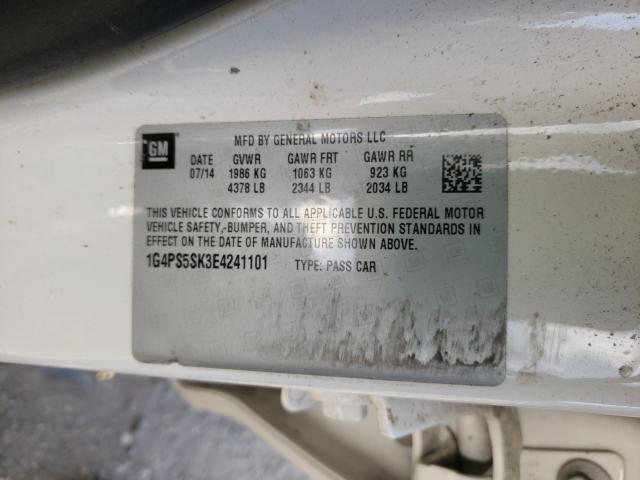 GM
MFD BY GENERAL MOTORS LLC
DATE GVWR GAWR FRT GAWR RR
07/14 1986 KG 1063 KG 923 KG
4378 LB 2344 LB 2034 LB
THIS VEHICLE CONFORMS TO ALL APPLICABLE U.S. FEDERAL MOTOR
VEHICLE SAFETY,-BUMPER, AND THEFT PREVENTION STANDARDS IN
EFFECT ON THE DATE OF MANUFACTURE SHOWN ABOVE.
1G4PS5SK3E4241101 TYPE: PASS CAR